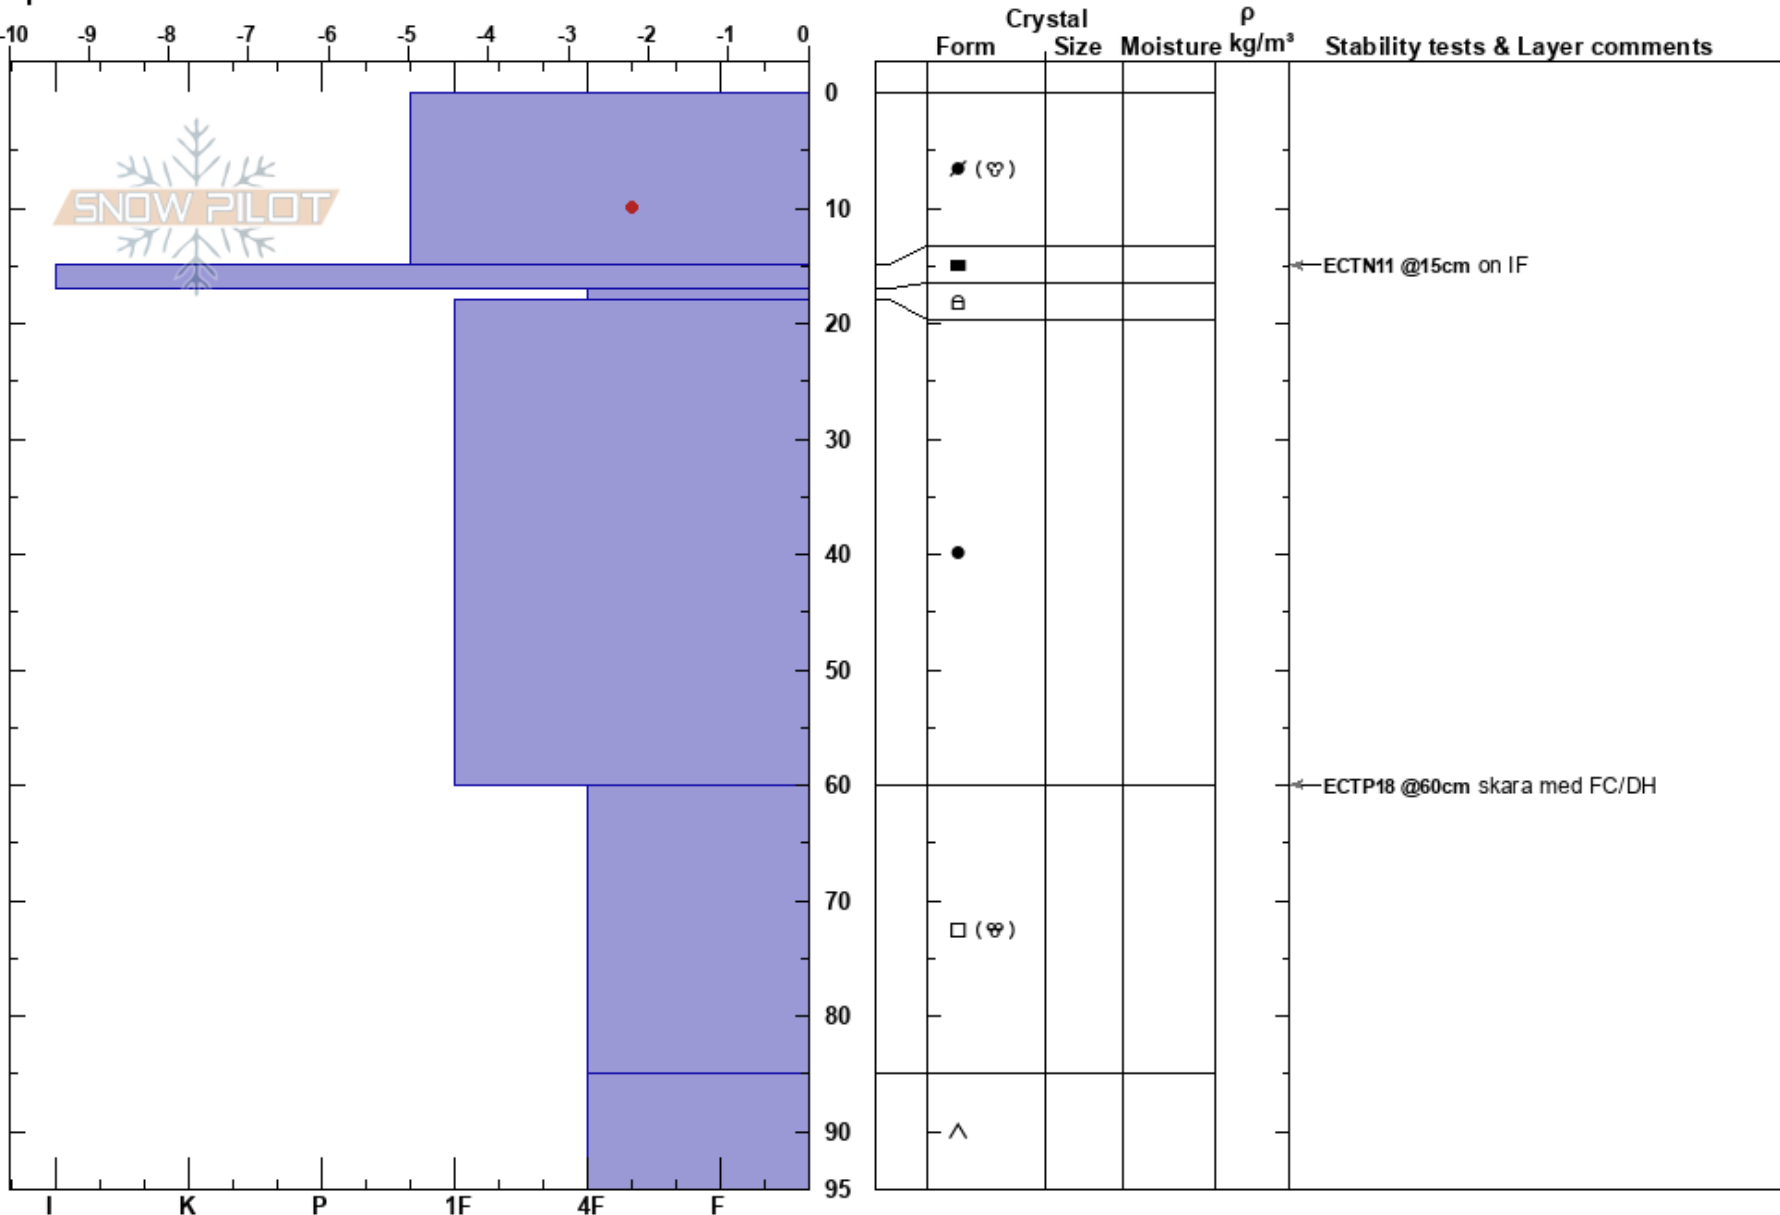 -10 -9 -8 -7 -6 -5 -4 -3 -2 -1 0
Crystal
Form Size Moisture ρ kg/m³ Stability tests & Layer comments
0
SNOW PILOT
10
ECTN11 @15cm on IF
20
30
40
50
60
ECTP18 @60cm skara med FC/DH
70
80
90
95
I K P 1F 4F F